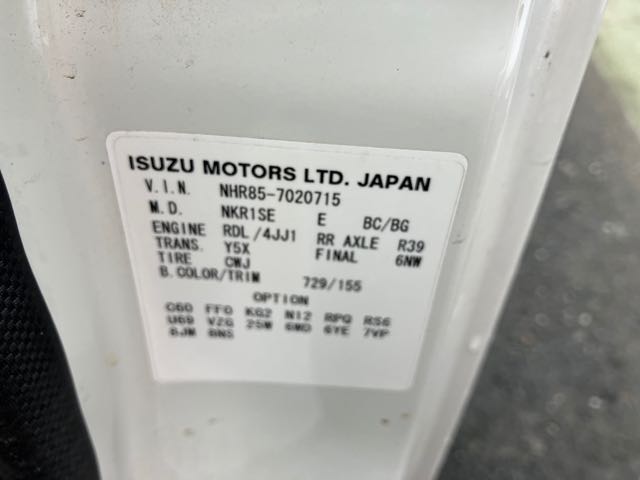 ISUZU MOTORS LTD. JAPAN
V.I.N. NHR85-7020715
M.D. NKR1SE E BC/BG
ENGINE RDL/4JJ1 RR AXLE R39
TRANS. Y5X FINAL 6NW
TIRE CWJ
B.COLOR/TRIM 729/155
OPTION
C60 FF0 KG2 N12 RPQ RS6
U69 VZG 25W 6WD 6YE 7VP
8JM 8NS